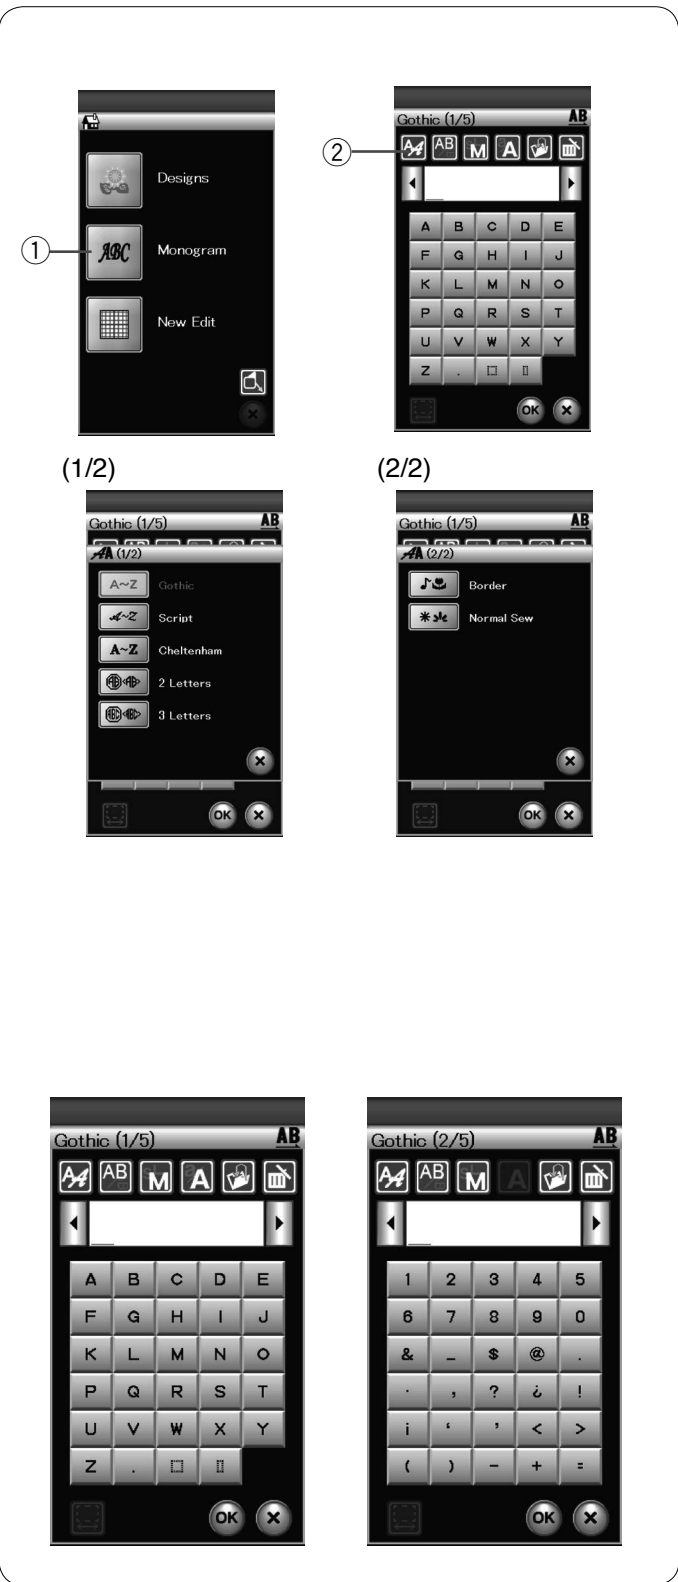 Designs
① Monogram
New Edit
②
Gothic (1/5) AB
A B C D E
F G H I J
K L M N O
P Q R S T
U V W X Y
Z .
OK
(1/2)
Gothic (1/5) AB
(1/2)
A~Z Gothic
A~Z Script
A~Z Cheltenham
2 Letters
3 Letters
OK
(2/2)
Gothic (1/5) AB
(2/2)
Border
Normal Sew
OK
Gothic (1/5) AB
A B C D E
F G H I J
K L M N O
P Q R S T
U V W X Y
Z .
OK
Gothic (2/5) AB
1 2 3 4 5
6 7 8 9 0
& _ $ @ .
· , ? ¿ !
¡ ‘ ’ < >
( ) - + =
OK